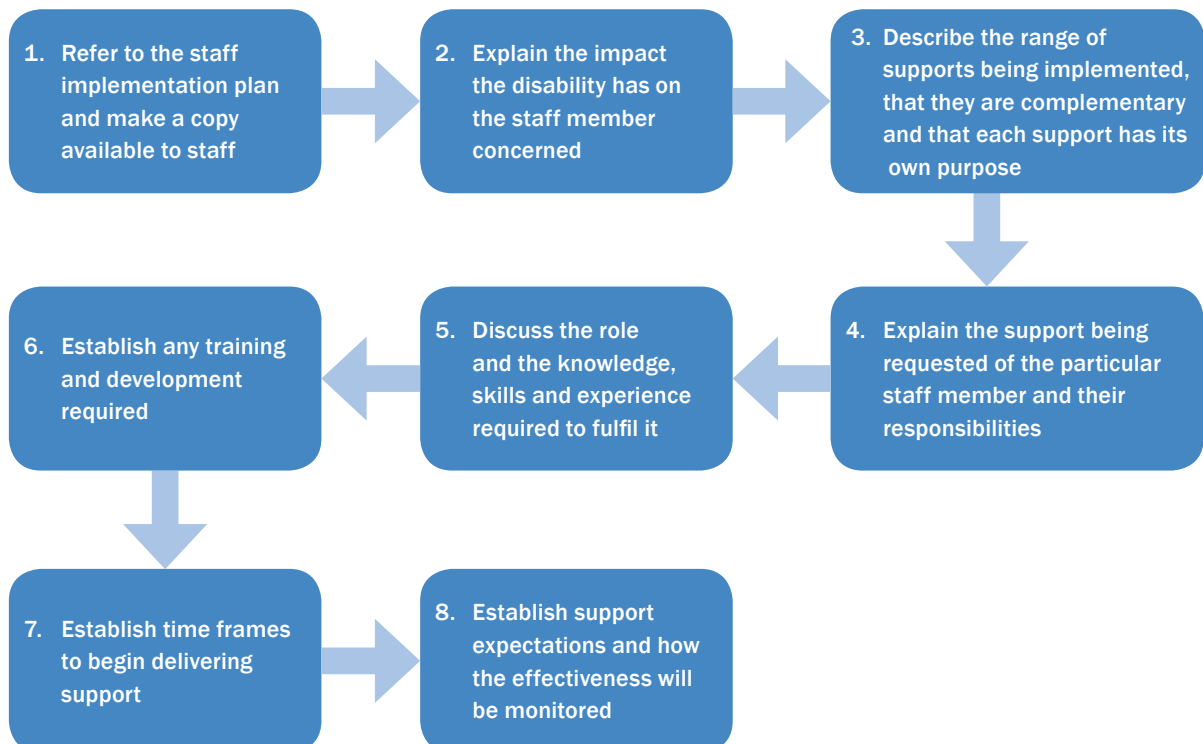 1. Refer to the staff
implementation plan
and make a copy
available to staff
2. Explain the impact
the disability has on
the staff member
concerned
3. Describe the range of
supports being implemented,
that they are complementary
and that each support has its
own purpose
4. Explain the support being
requested of the particular
staff member and their
responsibilities
5. Discuss the role
and the knowledge,
skills and experience
required to fulfil it
6. Establish any training
and development
required
7. Establish time frames
to begin delivering
support
8. Establish support
expectations and how
the effectiveness will
be monitored